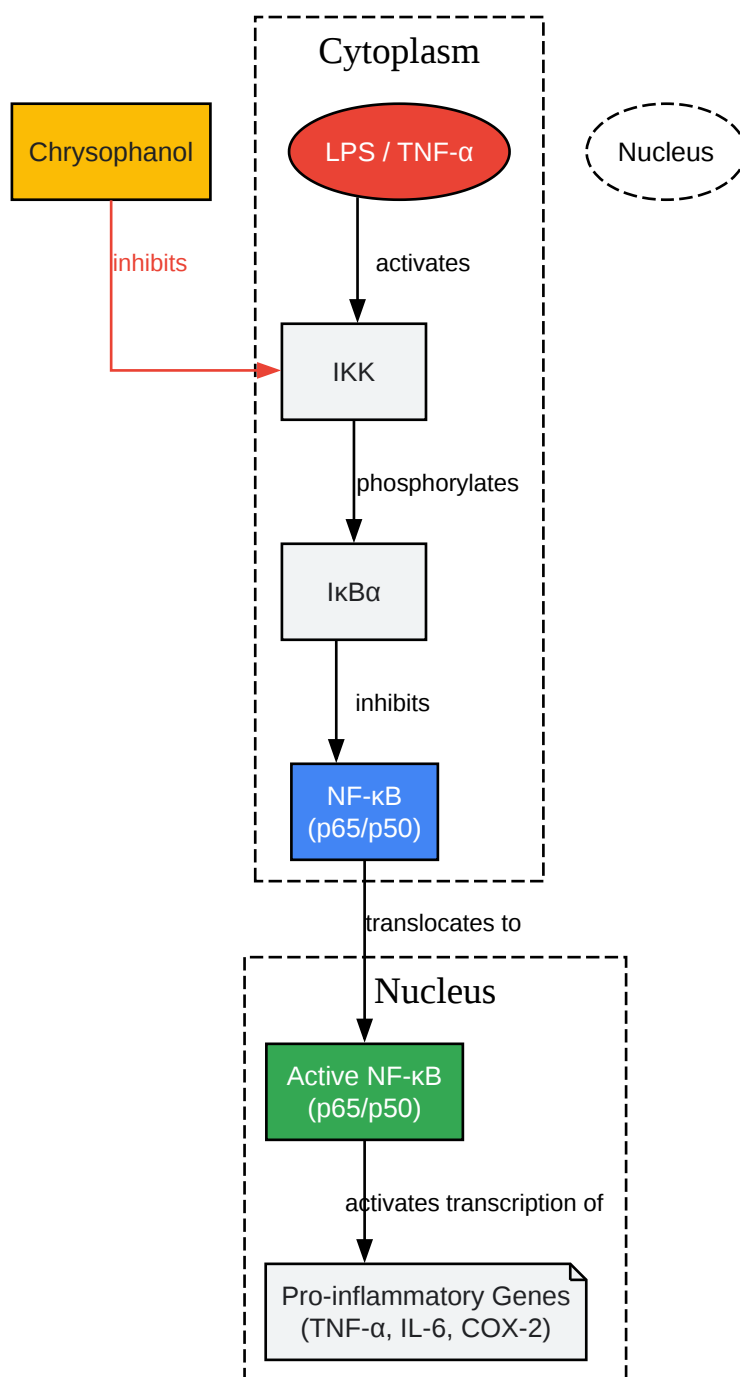 Cytoplasm
Chrysophanol
LPS / TNF-α
Nucleus
inhibits
activates
IKK
phosphorylates
IκBα
inhibits
NF-κB
(p65/p50)
translocates to
Nucleus
Active NF-κB
(p65/p50)
activates transcription of
Pro-inflammatory Genes
(TNF-α, IL-6, COX-2)